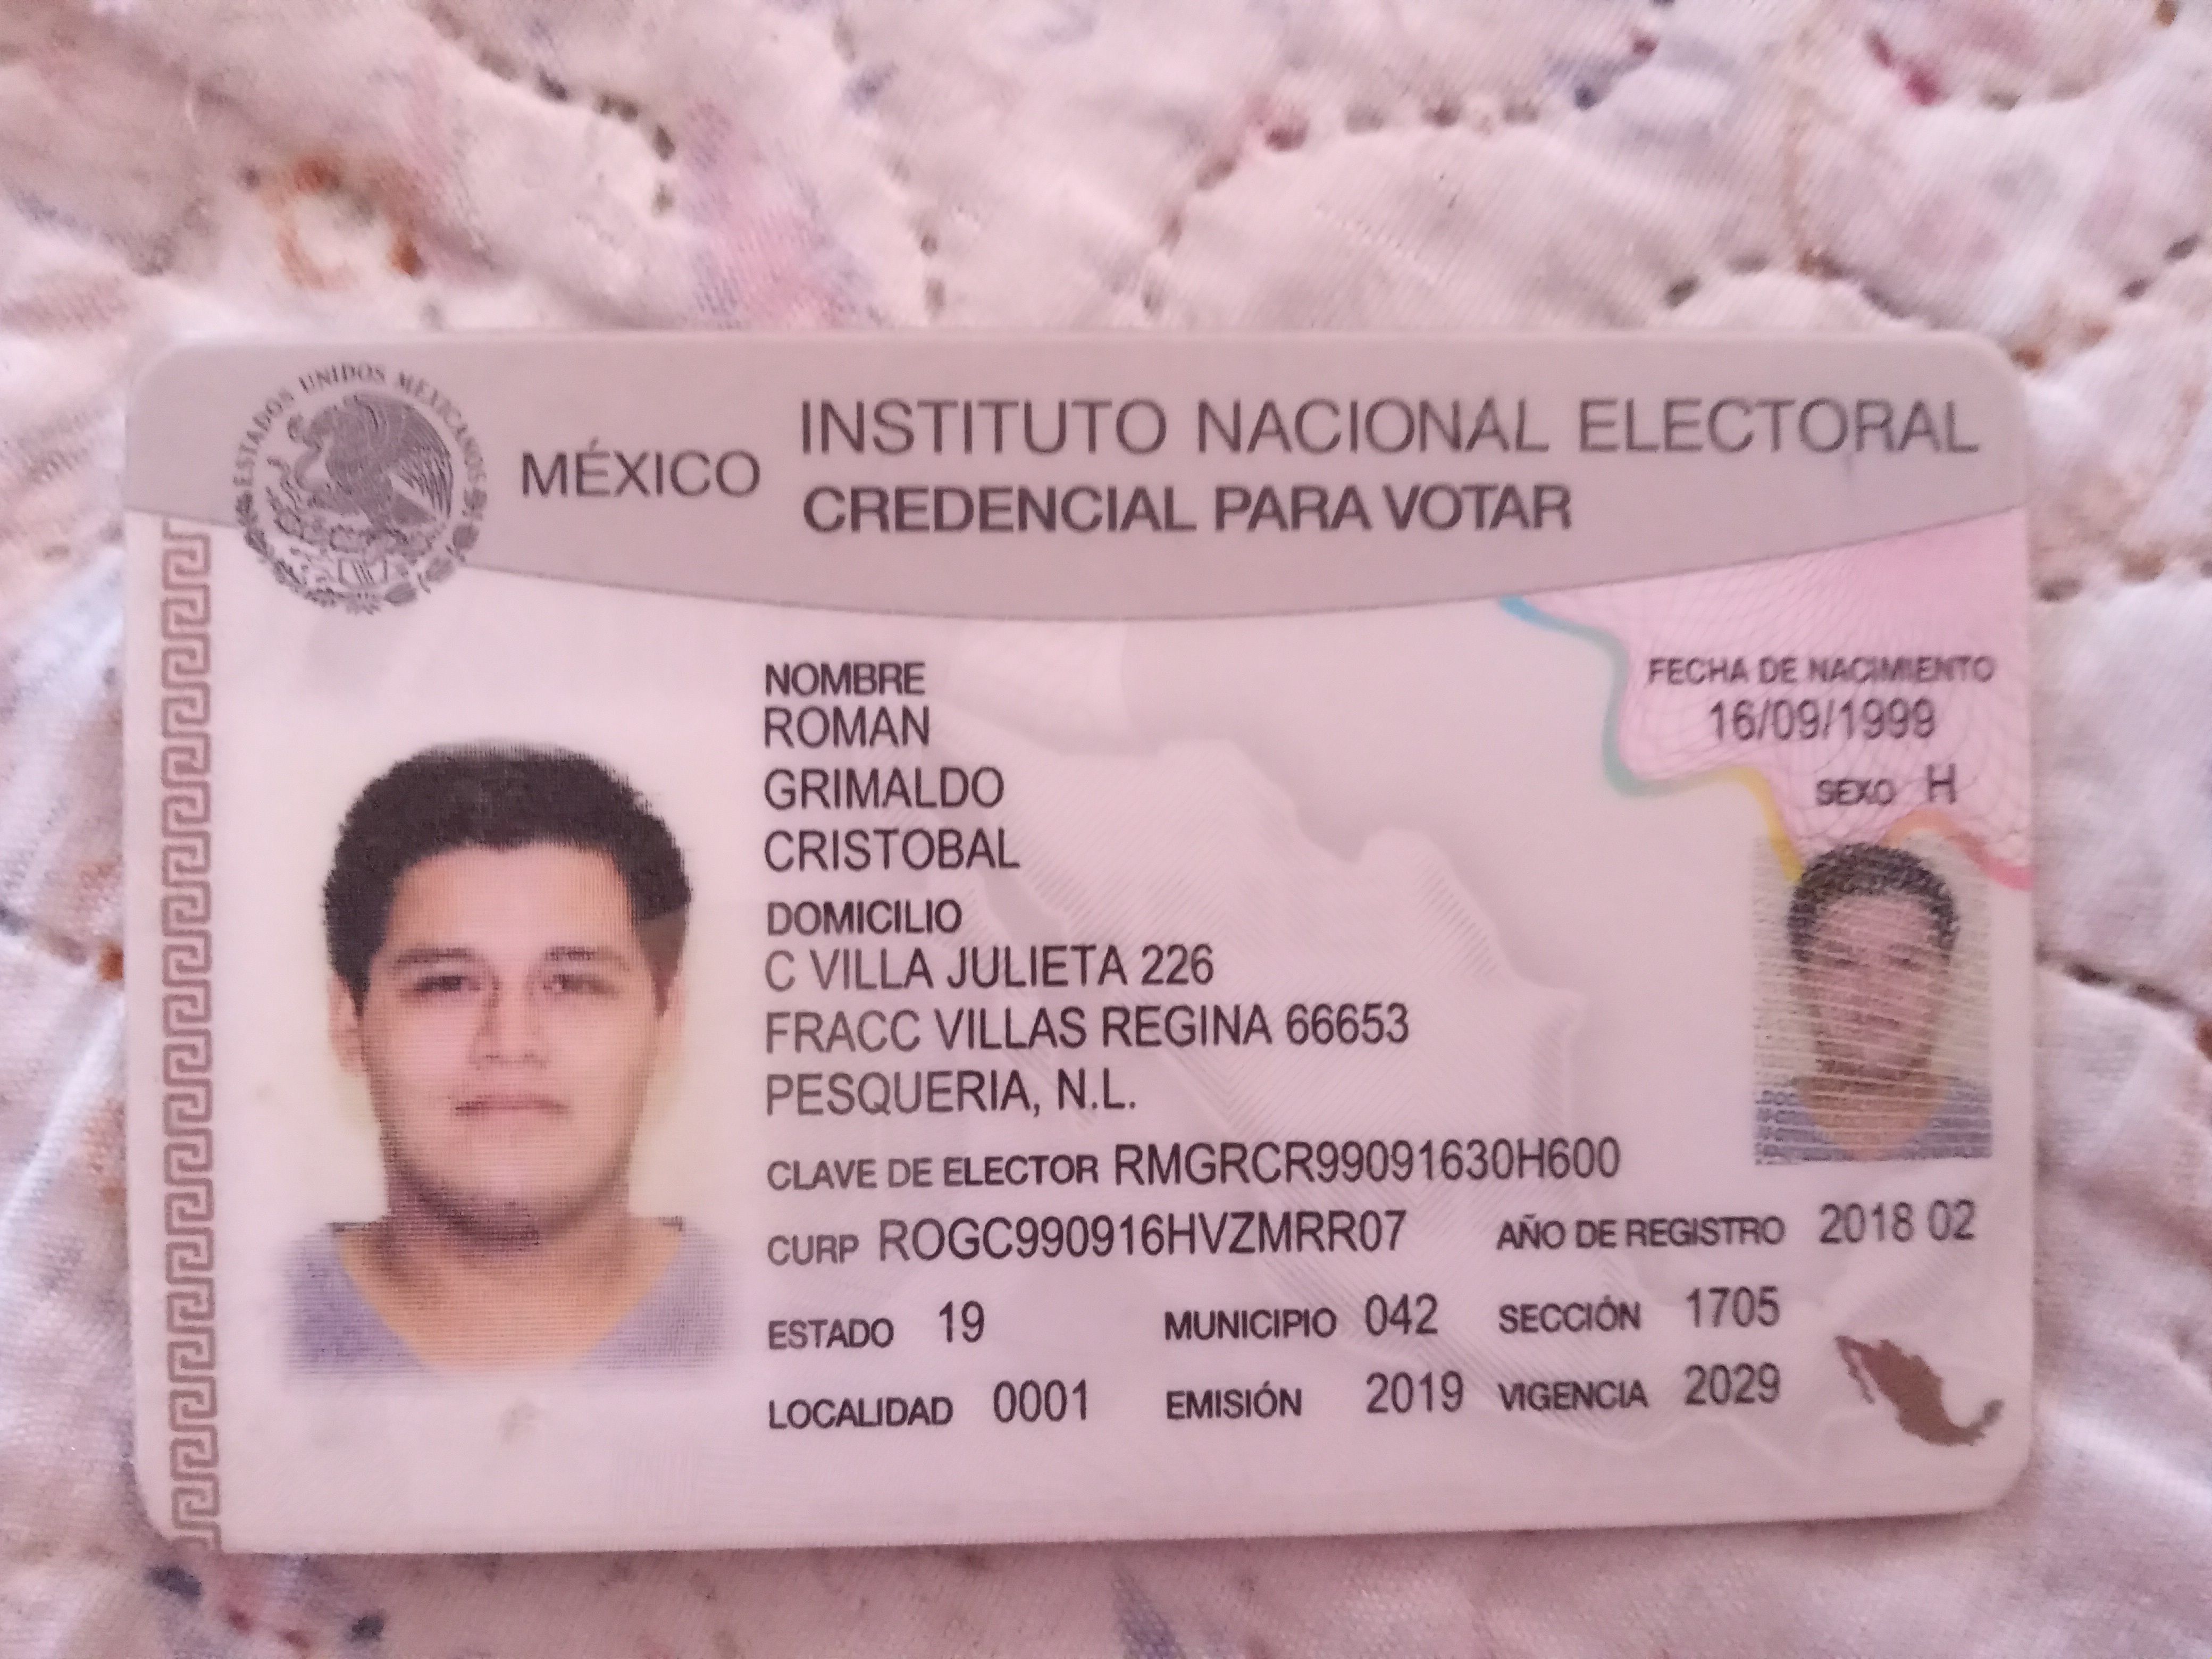 ESTADOS UNIDOS MEXICANOS
MÉXICO
INSTITUTO NACIONAL ELECTORAL
CREDENCIAL PARA VOTAR
NOMBRE
ROMAN
GRIMALDO
CRISTOBAL
FECHA DE NACIMIENTO
16/09/1999
SEXO H
DOMICILIO
C VILLA JULIETA 226
FRACC VILLAS REGINA 66653
PESQUERIA, N.L.
CLAVE DE ELECTOR RMGRCR99091630H600
CURP ROGC990916HVZMRR07 AÑO DE REGISTRO 2018 02
ESTADO 19 MUNICIPIO 042 SECCIÓN 1705
LOCALIDAD 0001 EMISIÓN 2019 VIGENCIA 2029